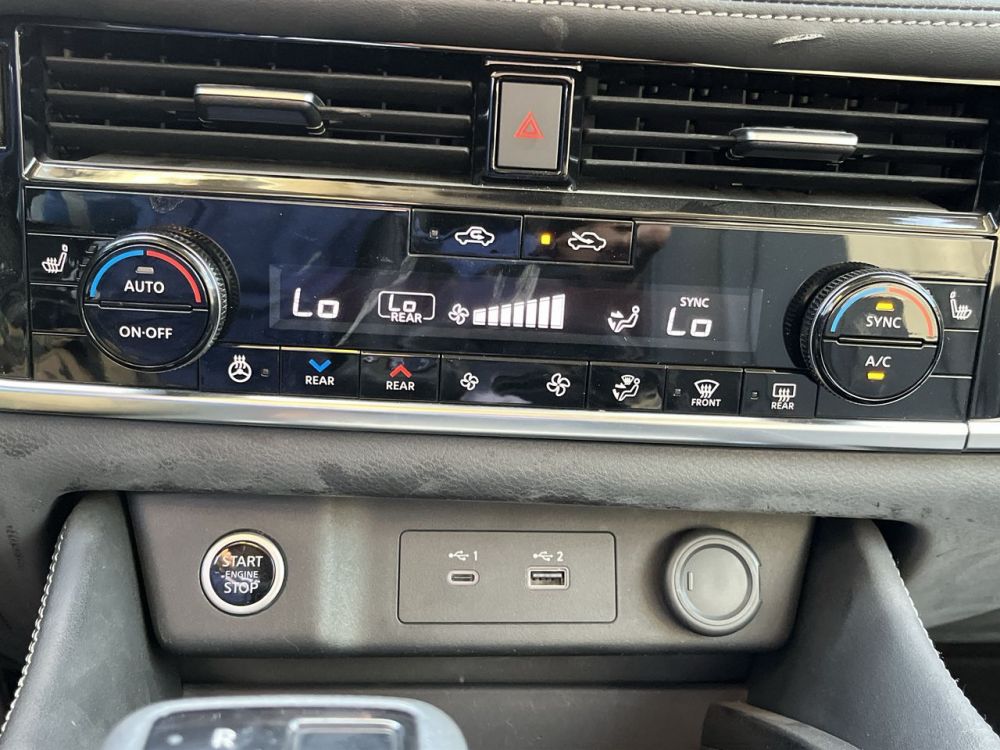 AUTO
ON·OFF
Lo
Lo
REAR
SYNC
Lo
SYNC
A/C
REAR
REAR
FRONT
REAR
START
ENGINE
STOP
1
2
R